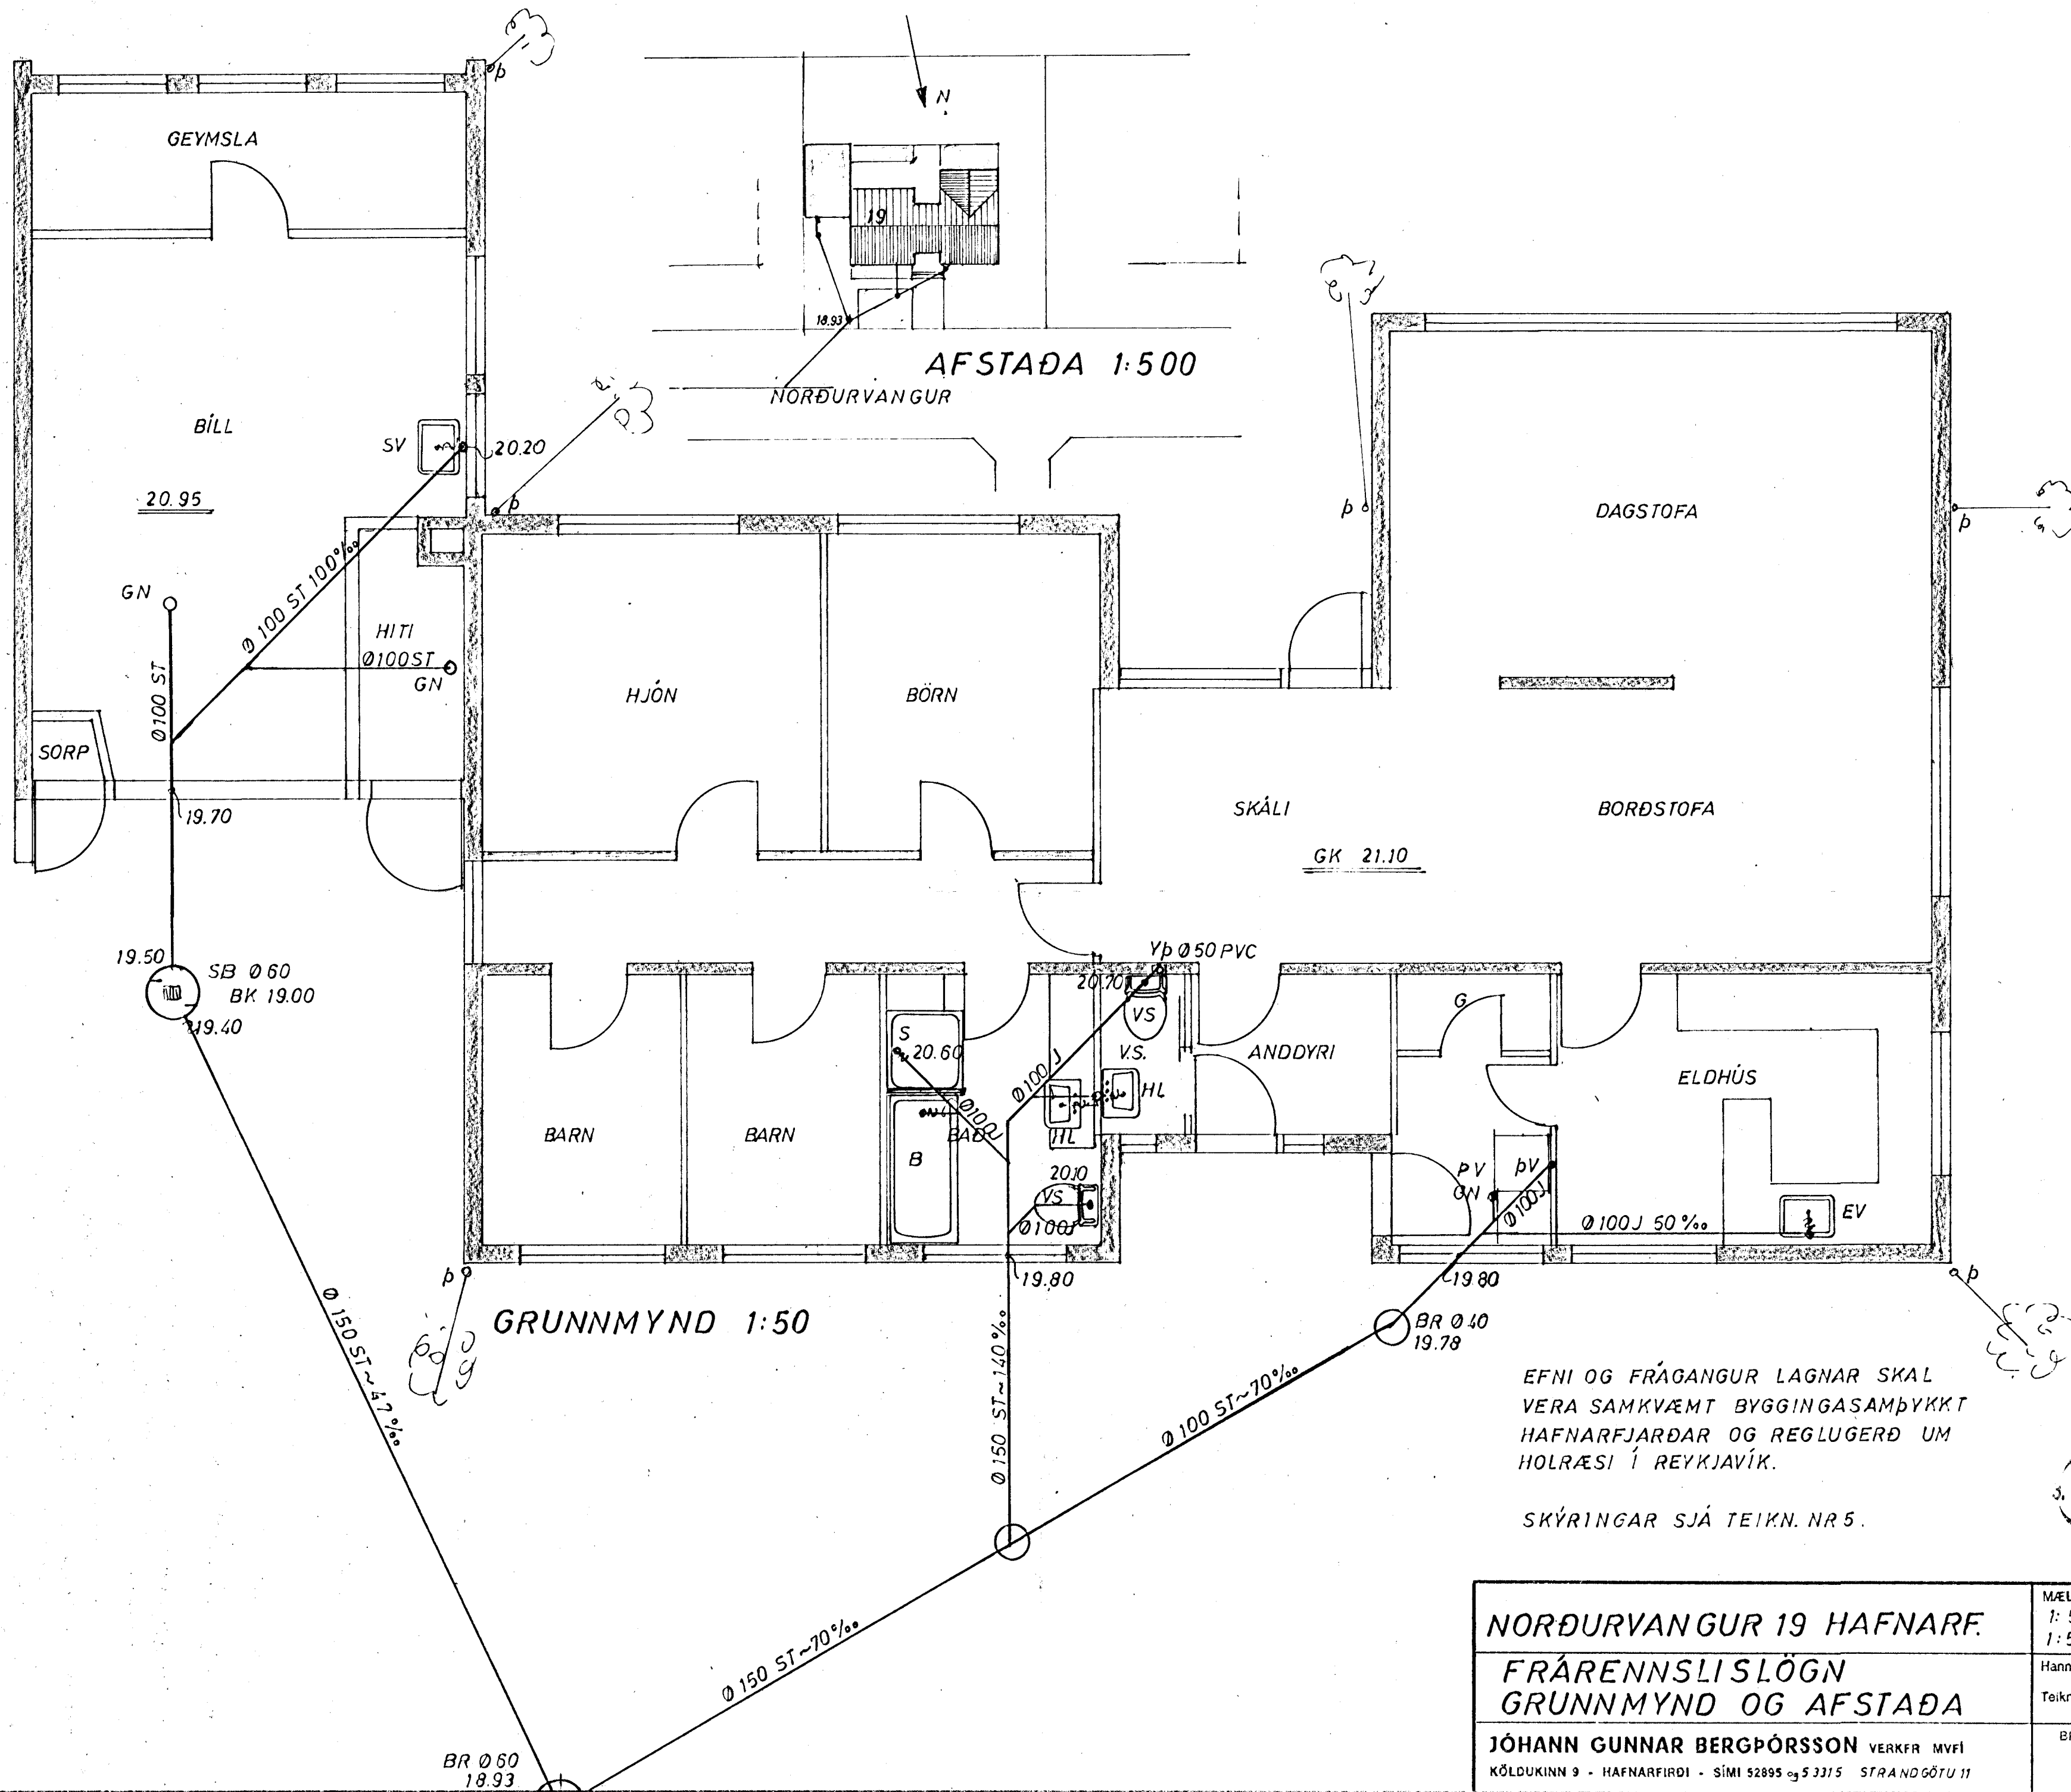 GEYMSLA
þ
N
19
18.93
AFSTAÐA 1:500
NORÐURVANGUR
BÍLL
SV
20.20
20.95
þ
þ
DAGSTOFA
þ
Ø 100 ST 100‰
GN
Ø100 ST
HITI
Ø100 ST
GN
HJÓN
BÖRN
SORP
19.70
SKÁLI
BORÐSTOFA
GK 21.10
19.50
SB Ø 60
BK 19.00
19.40
Yþ Ø 50 PVC
20.70
VS
V.S.
S
20.60
Ø100 J
Ø100J
HL
HL
ANDDYRI
G
ELDHÚS
BARN
BARN
BAÐ
B
20.10
VS
Ø100J
ÞV
þV
GN
Ø100J
Ø100J 50‰
EV
þ
19.80
19.80
þ
GRUNNMYND 1:50
BR Ø 40
19.78
Ø 150 ST ~ 47‰
Ø 150 ST ~ 140‰
Ø 100 ST ~ 70‰
Ø 150 ST ~ 70‰
BR Ø 60
18.93
EFNI OG FRÁGANGUR LAGNAR SKAL
VERA SAMKVÆMT BYGGINGASAMÞYKKT
HAFNARFJARÐAR OG REGLUGERÐ UM
HOLRÆSI Í REYKJAVÍK.
SKÝRINGAR SJÁ TEIKN. NR 5.
NORÐURVANGUR 19 HAFNARF.
FRÁRENNSLISLÖGN
GRUNNMYND OG AFSTAÐA
JÓHANN GUNNAR BERGÞÓRSSON VERKFR MVFÍ
KÖLDUKINN 9 - HAFNARFIRÐI - SÍMI 52895 og 53315 STRANDGÖTU 11
MÆL
Hann
Teikn